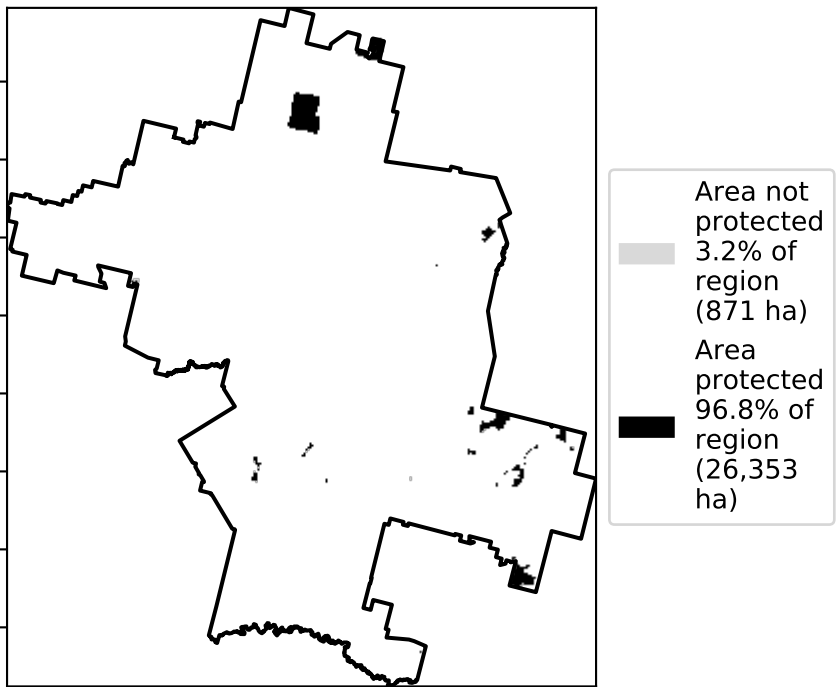 Area not
protected
3.2% of
region
(871 ha)
Area
protected
96.8% of
region
(26,353
ha)